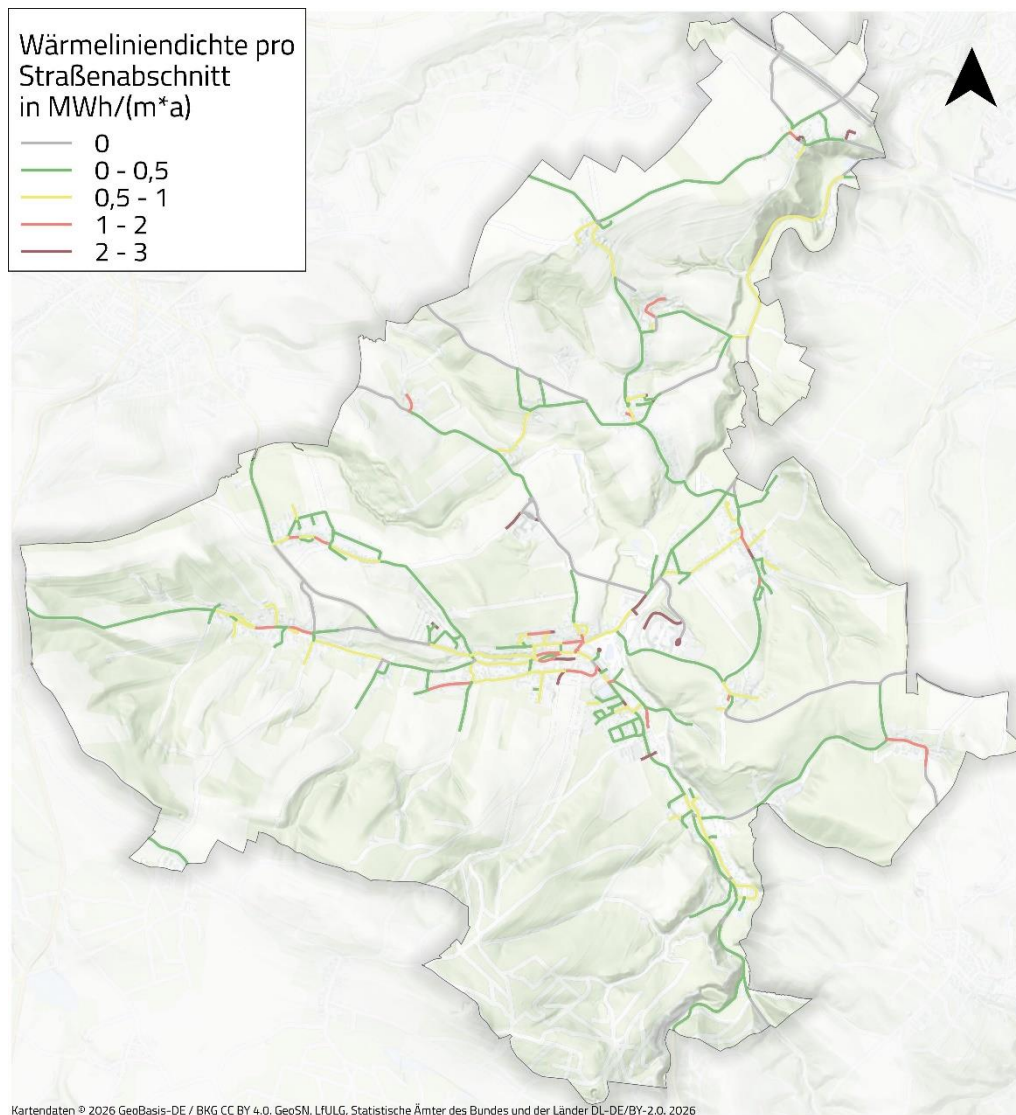 Wärmeliniendichte pro
Straßenabschnitt
in MWh/(m*a)
0
0 - 0,5
0,5 - 1
1 - 2
2 - 3
Kartendaten © 2026 GeoBasis-DE / BKG CC BY 4.0, GeoSN, LfULG, Statistische Ämter des Bundes und der Länder DL-DE/BY-2.0, 2026